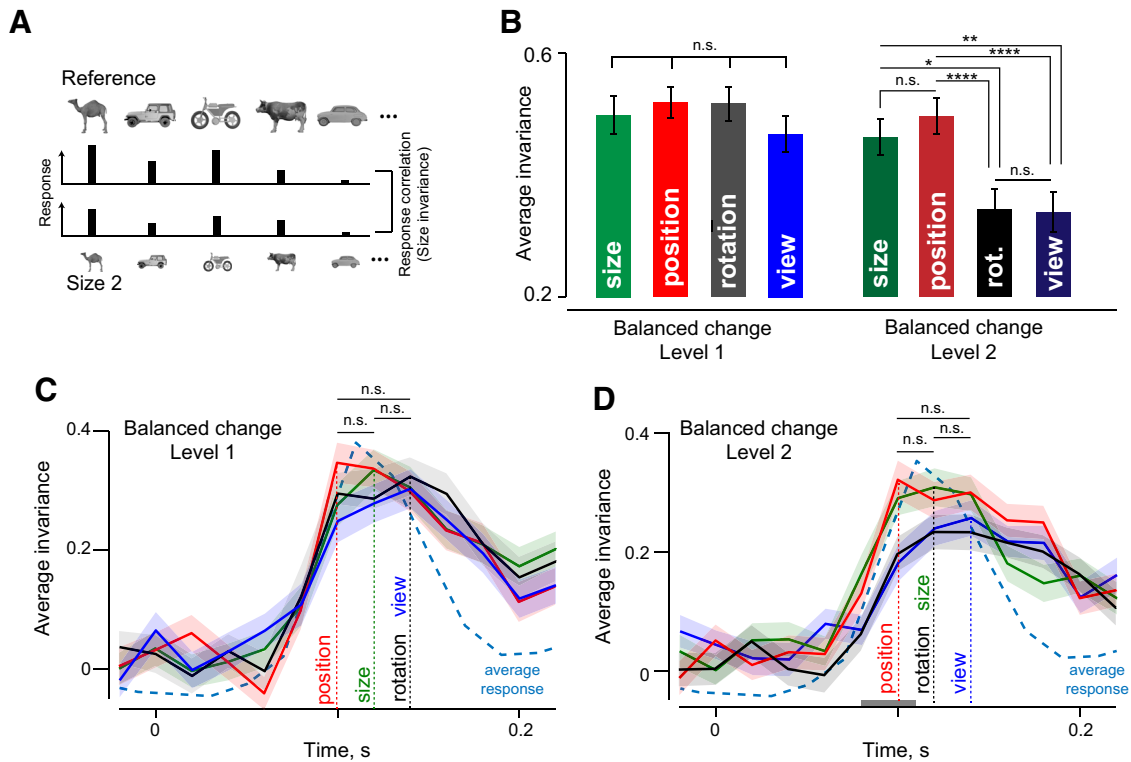 A
Reference
Response
Response correlation
(Size invariance)
Size 2
B
0.6
Average invariance
0.2
n.s.
**
****
*
n.s.
****
n.s.
size
position
rotation
view
size
position
rot.
view
Balanced change
Level 1
Balanced change
Level 2
C
Balanced change
Level 1
n.s.
n.s.
n.s.
0.4
0.2
0
Average invariance
position
size
rotation
view
average
response
0
0.2
Time, s
D
Balanced change
Level 2
n.s.
n.s.
n.s.
0.4
0.2
0
Average invariance
position
rotation
size
view
average
response
0
0.2
Time, s